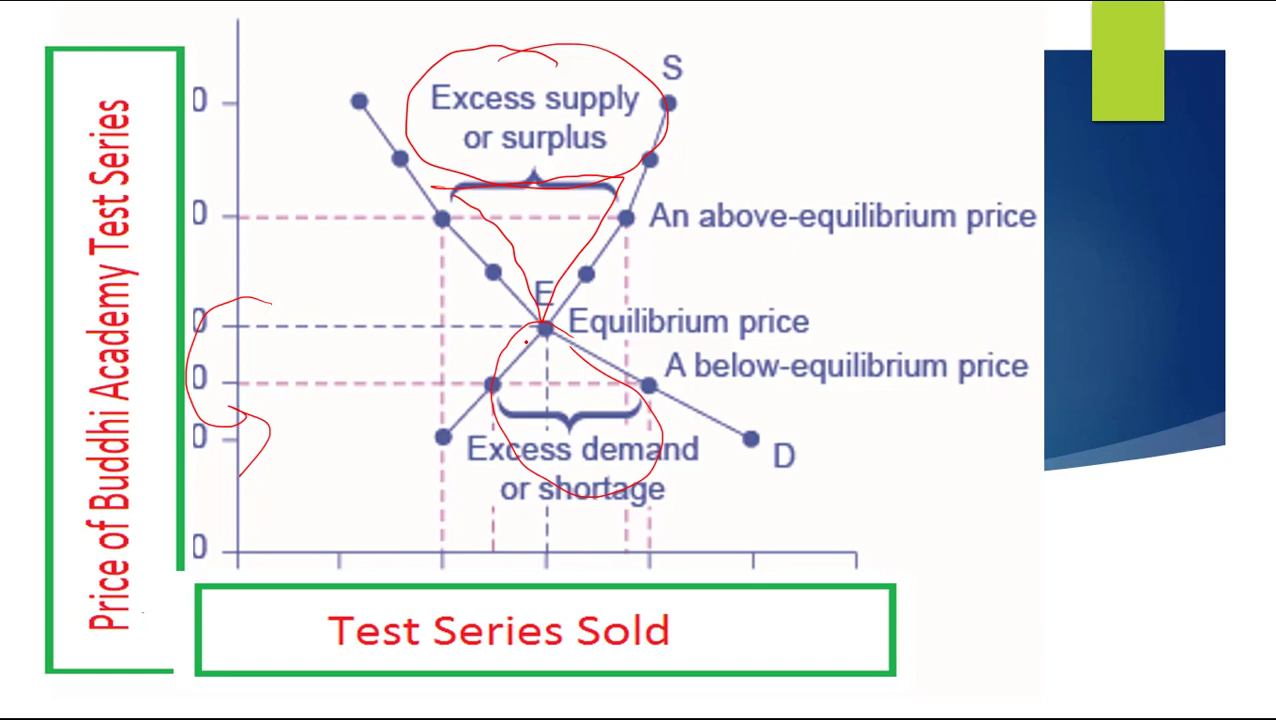 Price of Buddhi Academy Test Series
0
0
0
0
0
0
S
Excess supply
or surplus
An above-equilibrium price
E
Equilibrium price
A below-equilibrium price
Excess demand
or shortage
D
Test Series Sold